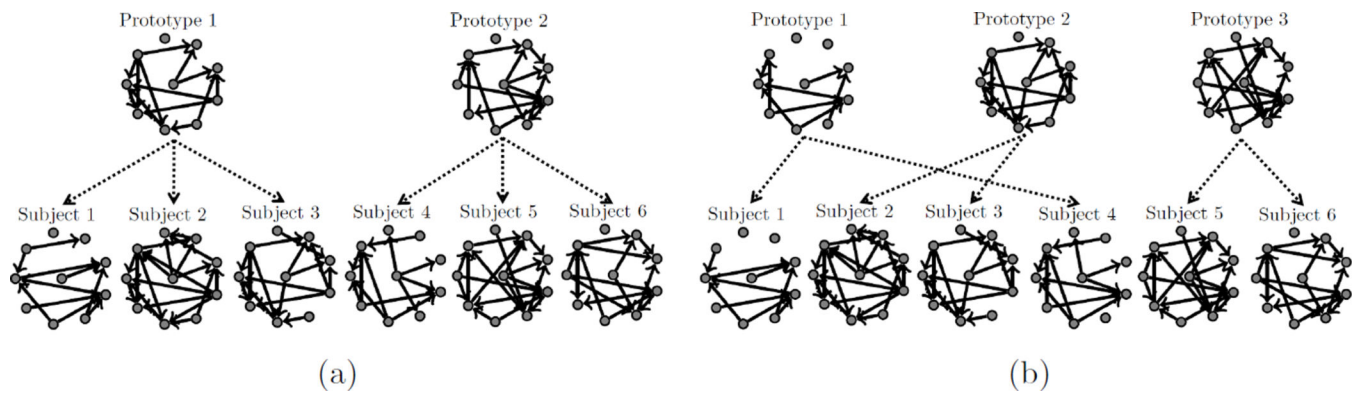 Prototype 1
Prototype 2
Subject 1
Subject 2
Subject 3
Subject 4
Subject 5
Subject 6
(a)
Prototype 1
Prototype 2
Prototype 3
Subject 1
Subject 2
Subject 3
Subject 4
Subject 5
Subject 6
(b)